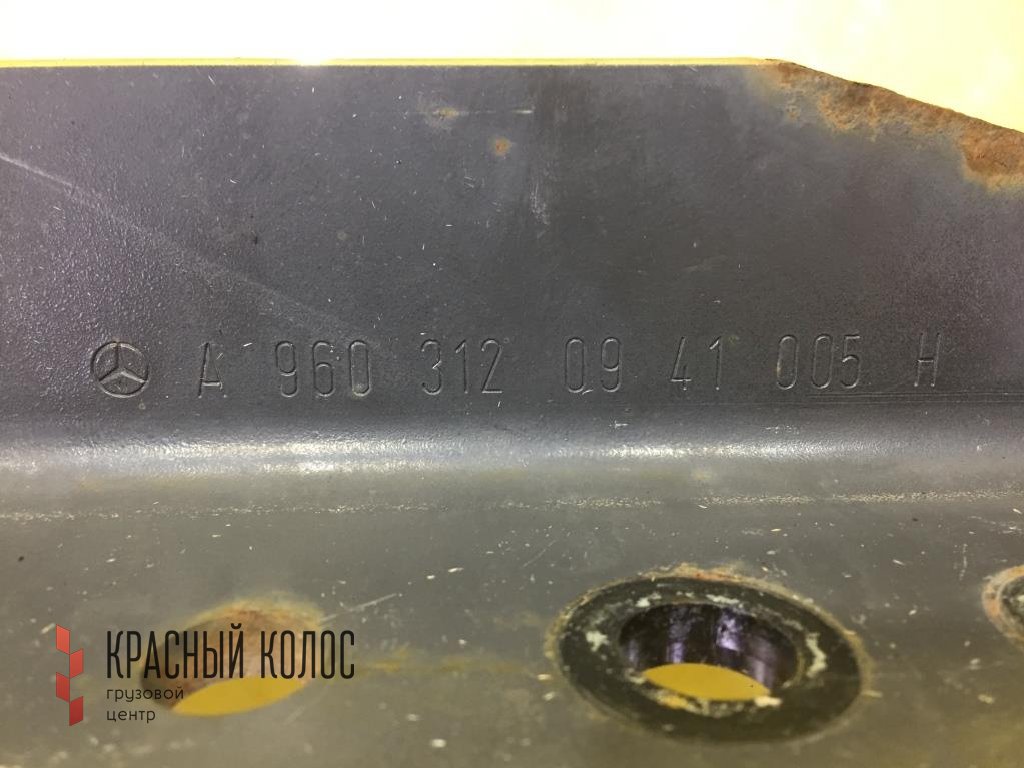 A 960 312 09 41 005 H
КРАСНЫЙ КОЛОС
грузовой
центр